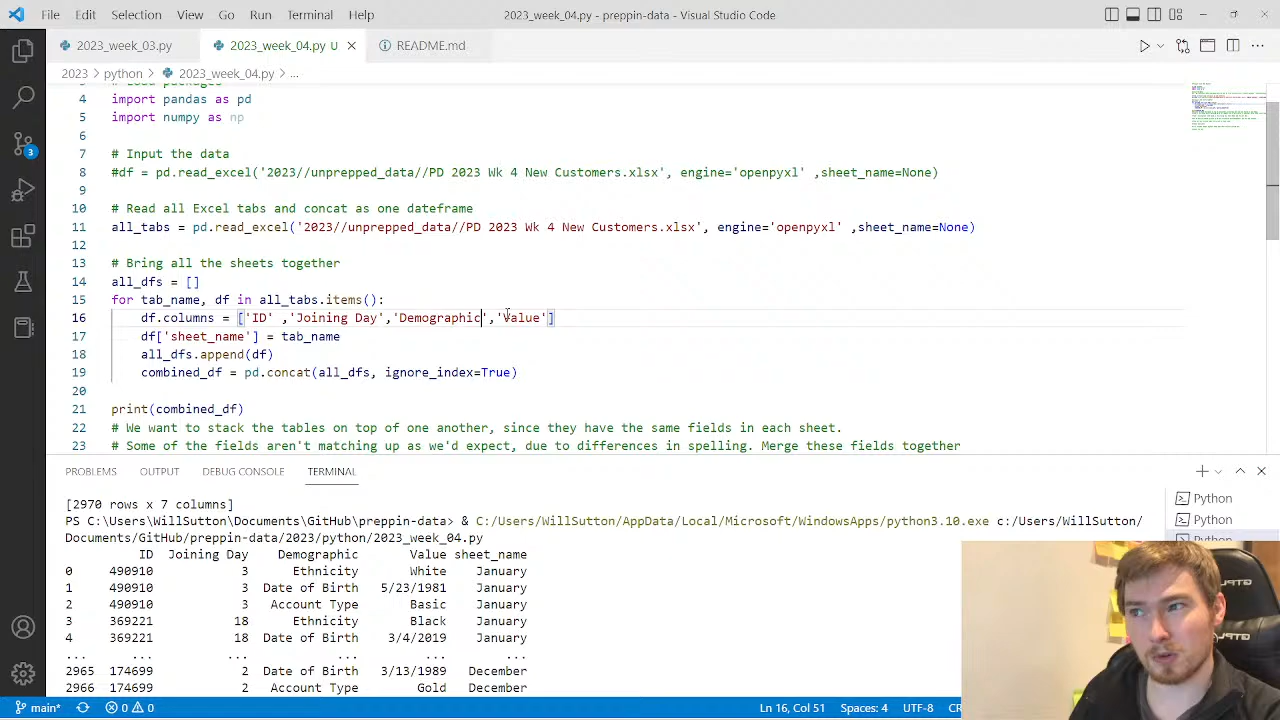 File Edit Selection View Go Run Terminal Help 2023_week_04.py - preppin-data - Visual Studio Code
2023_week_03.py 2023_week_04.py U README.md
2023 > python > 2023_week_04.py > ...
3 # Load packages
4 import pandas as pd
5 import numpy as np
6
7 # Input the data
8 #df = pd.read_excel('2023//unprepped_data//PD 2023 Wk 4 New Customers.xlsx', engine='openpyxl' ,sheet_name=None)
9
10 # Read all Excel tabs and concat as one dateframe
11 all_tabs = pd.read_excel('2023//unprepped_data//PD 2023 Wk 4 New Customers.xlsx', engine='openpyxl' ,sheet_name=None)
12
13 # Bring all the sheets together
14 all_dfs = []
15 for tab_name, df in all_tabs.items():
16 df.columns = ['ID' ,'Joining Day','Demographic','Value']
17 df['sheet_name'] = tab_name
18 all_dfs.append(df)
19 combined_df = pd.concat(all_dfs, ignore_index=True)
20
21 print(combined_df)
22 # We want to stack the tables on top of one another, since they have the same fields in each sheet.
23 # Some of the fields aren't matching up as we'd expect, due to differences in spelling. Merge these fields together
3
PROBLEMS OUTPUT DEBUG CONSOLE TERMINAL
[2970 rows x 7 columns]
PS C:\Users\WillSutton\Documents\GitHub\preppin-data> & C:/Users/WillSutton/AppData/Local/Microsoft/WindowsApps/python3.10.exe c:/Users/WillSutton/
Documents/GitHub/preppin-data/2023/python/2023_week_04.py
ID Joining Day Demographic Value sheet_name
0 490910 3 Ethnicity White January
1 490910 3 Date of Birth 5/23/1981 January
2 490910 3 Account Type Basic January
3 369221 18 Ethnicity Black January
4 369221 18 Date of Birth 3/4/2019 January
... ... ... ... ... ...
2965 174699 2 Date of Birth 3/13/1989 December
2966 174699 2 Account Type Gold December
Python
Python
Python
main* 0 0 Ln 16, Col 51 Spaces: 4 UTF-8 CR